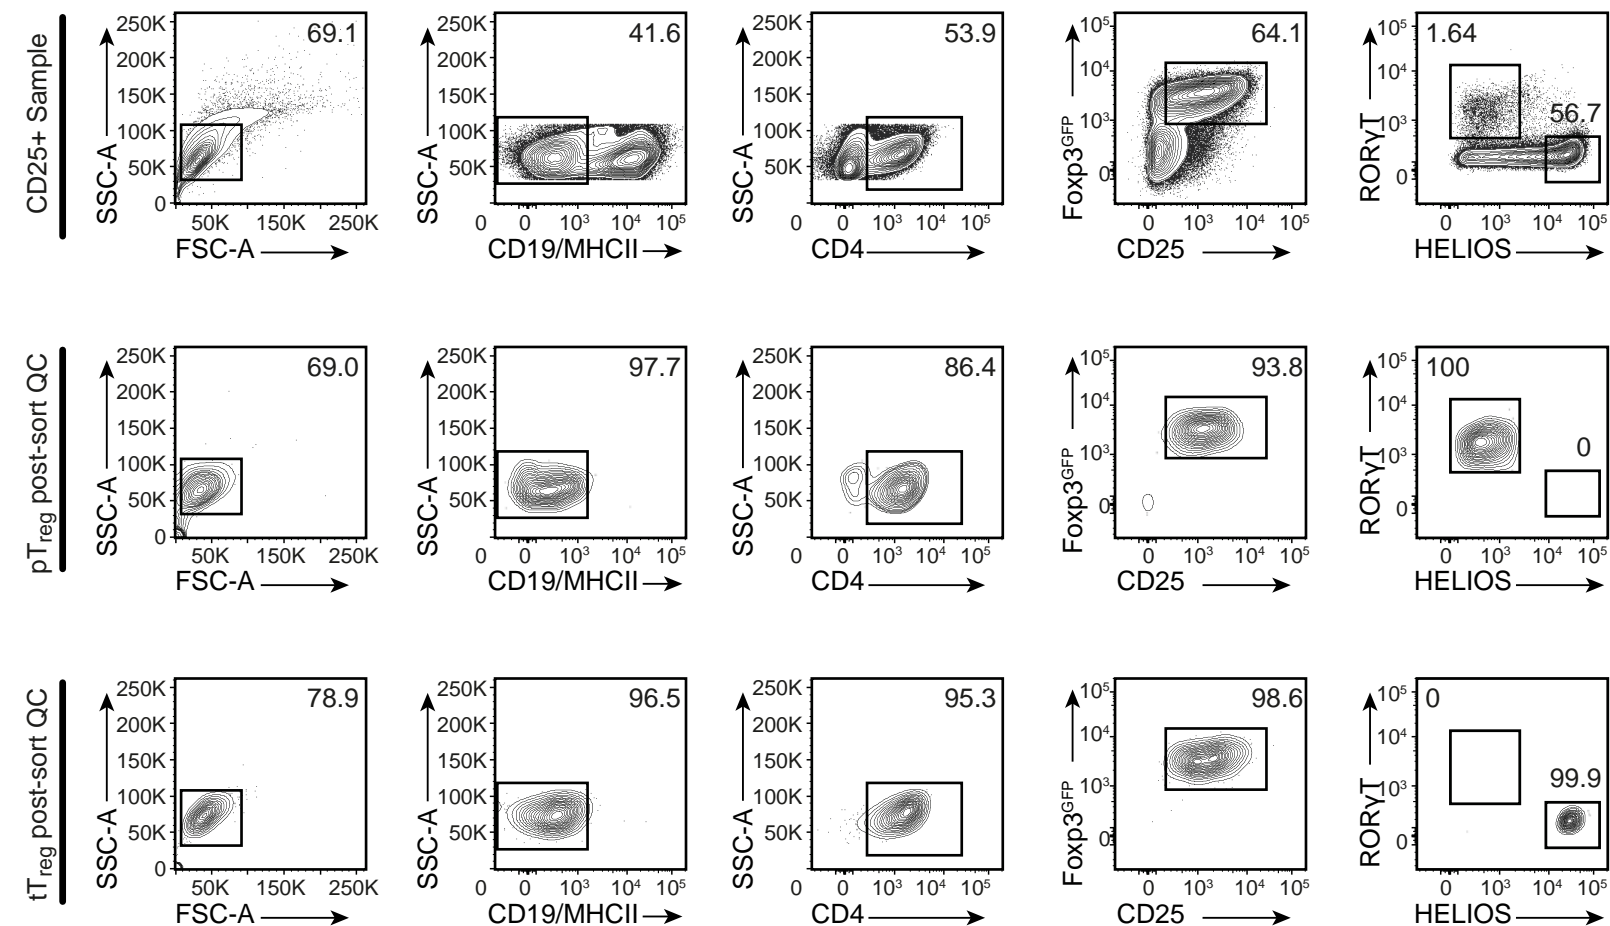 CD25+ Sample
69.1
250K
200K
150K
100K
50K
0
SSC-A
50K 150K 250K
FSC-A
41.6
250K
200K
150K
100K
50K
0
SSC-A
0 0 10³ 10⁴ 10⁵
CD19/MHCII
53.9
250K
200K
150K
100K
50K
0
SSC-A
0 0 10³ 10⁴ 10⁵
CD4
64.1
10⁵
10⁴
10³
0
Foxp3ᴳᶠᴾ
0 10³ 10⁴ 10⁵
CD25
1.64
56.7
10⁵
10⁴
10³
0
RORγT
0 10³ 10⁴ 10⁵
HELIOS
pTreg post-sort QC
69.0
250K
200K
150K
100K
50K
0
SSC-A
50K 150K 250K
FSC-A
97.7
250K
200K
150K
100K
50K
SSC-A
0 0 10³ 10⁴ 10⁵
CD19/MHCII
86.4
250K
200K
150K
100K
50K
SSC-A
0 0 10³ 10⁴ 10⁵
CD4
93.8
10⁵
10⁴
10³
0
Foxp3ᴳᶠᴾ
0 10³ 10⁴ 10⁵
CD25
100
0
10⁵
10⁴
10³
0
RORγT
0 10³ 10⁴ 10⁵
HELIOS
tTreg post-sort QC
78.9
250K
200K
150K
100K
50K
0
SSC-A
50K 150K 250K
FSC-A
96.5
250K
200K
150K
100K
50K
SSC-A
0 0 10³ 10⁴ 10⁵
CD19/MHCII
95.3
250K
200K
150K
100K
50K
SSC-A
0 0 10³ 10⁴ 10⁵
CD4
98.6
10⁵
10⁴
10³
0
Foxp3ᴳᶠᴾ
0 10³ 10⁴ 10⁵
CD25
0
99.9
10⁵
10⁴
10³
0
RORγT
0 10³ 10⁴ 10⁵
HELIOS